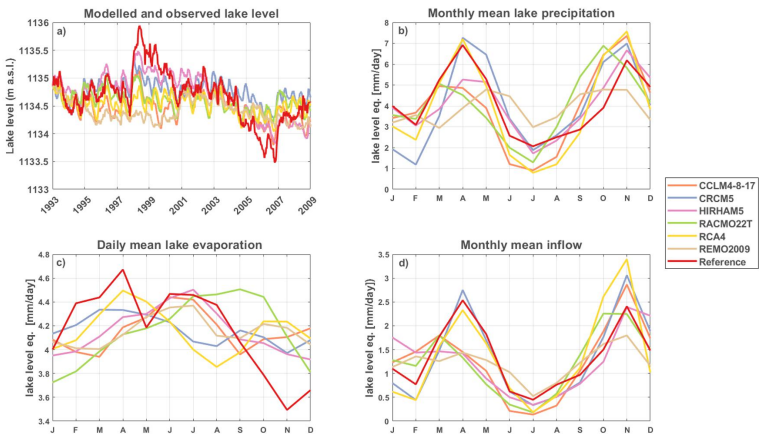 Modelled and observed lake level
a)
Lake level (m a.s.l.)
1136
1135.5
1135
1136
1134.5
1134
1133.5
1133
1993
1995
1997
1999
2001
2003
2005
2007
2009
Monthly mean lake precipitation
b)
lake level eq. [mm/day]
8
7
6
5
4
3
2
1
0
J F M A M J J A S O N D
CCLM4-8-17
CRCM5
HIRHAM5
RACMO22T
RCA4
REMO2009
Reference
Daily mean lake evaporation
c)
lake level eq. [mm/day]
4.8
4.6
4.4
4.2
4
3.8
3.6
3.4
J F M A M J J A S O N D
Monthly mean inflow
d)
lake level eq. [mm/day])
3.5
3
2.5
2
1.5
1
0.5
0
J F M A M J J A S O N D